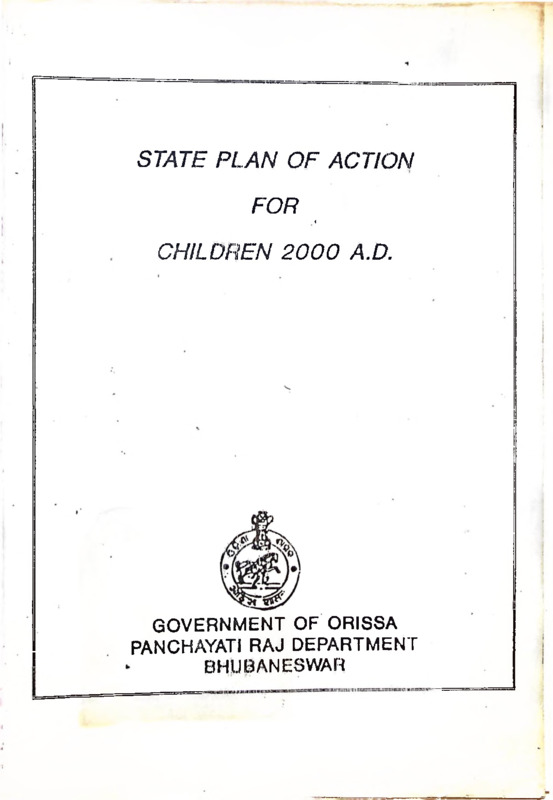 STATE PLAN OF ACTION
FOR
CHILDREN 2000 A.D.
GOVERNMENT OF ORISSA
PANCHAYATI RAJ DEPARTMENT
BHUBANESWAR